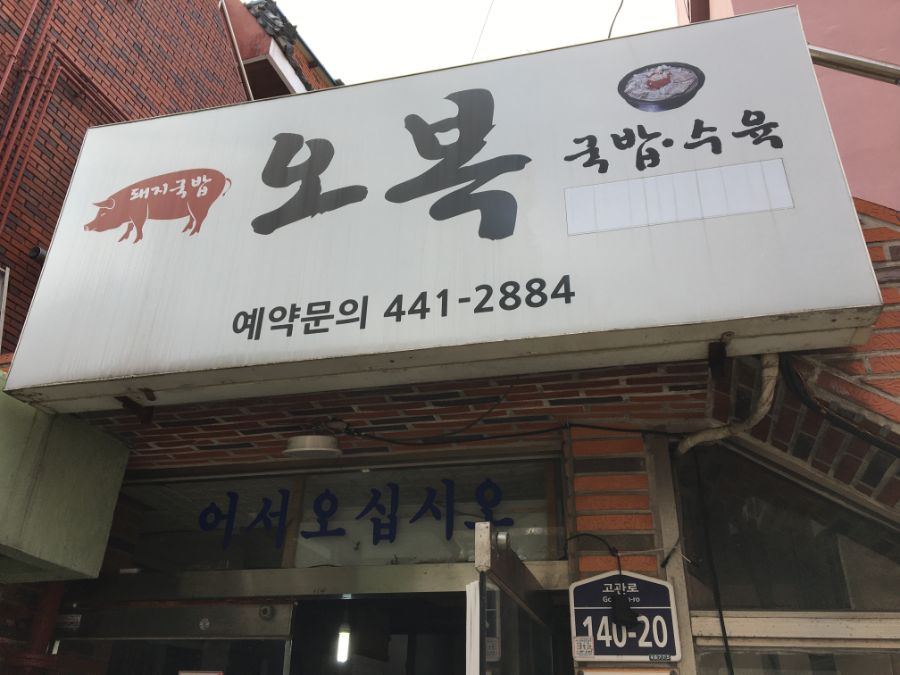 돼지국밥
오복
국밥·수육
예약문의 441-2884
어서오십시오
고관로
140-20